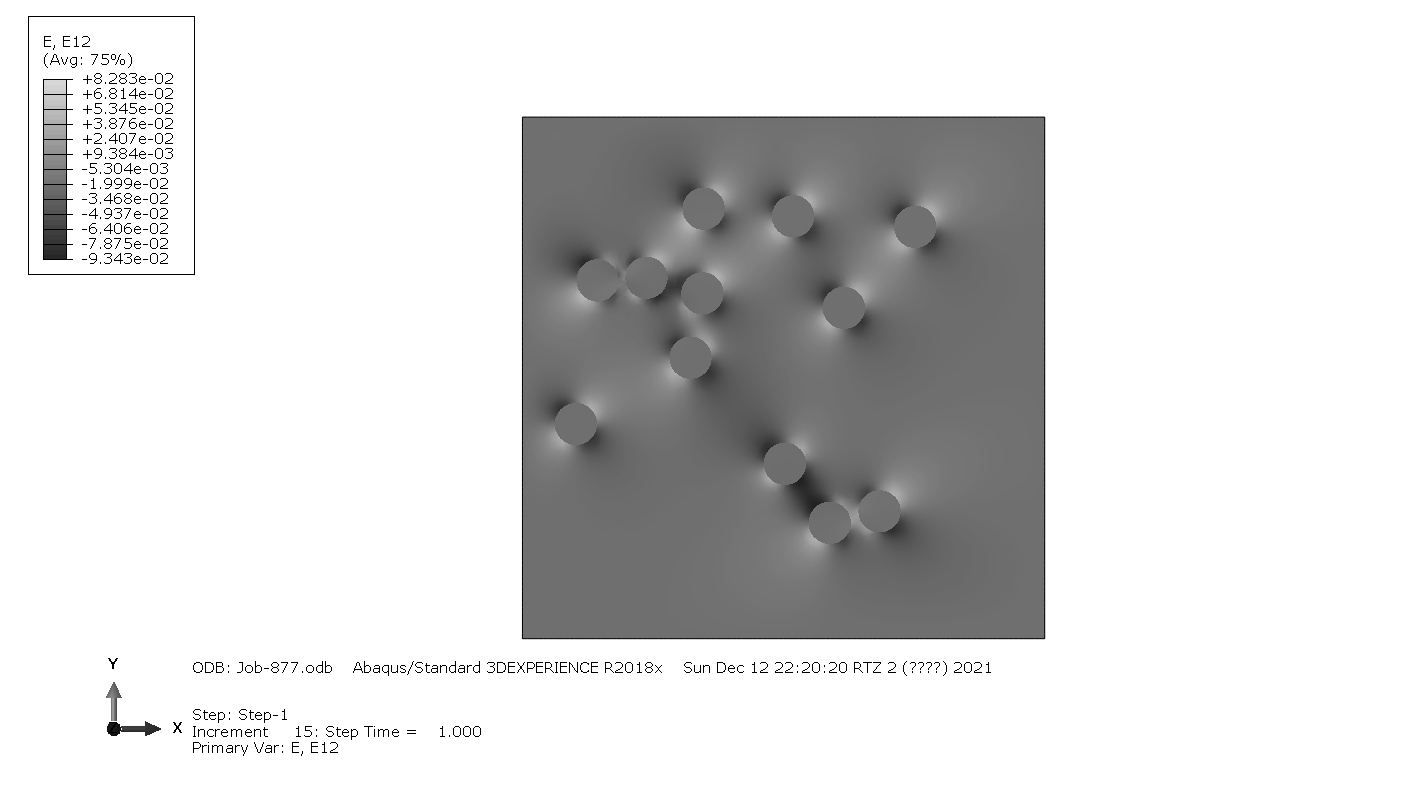 E, E12
(Avg: 75%)
+8.283e-02
+6.814e-02
+5.345e-02
+3.876e-02
+2.407e-02
+9.384e-03
-5.304e-03
-1.999e-02
-3.468e-02
-4.937e-02
-6.406e-02
-7.875e-02
-9.343e-02
Y
X
ODB: Job-877.odb Abaqus/Standard 3DEXPERIENCE R2018x Sun Dec 12 22:20:20 RTZ 2 (????) 2021
Step: Step-1
Increment 15: Step Time = 1.000
Primary Var: E, E12